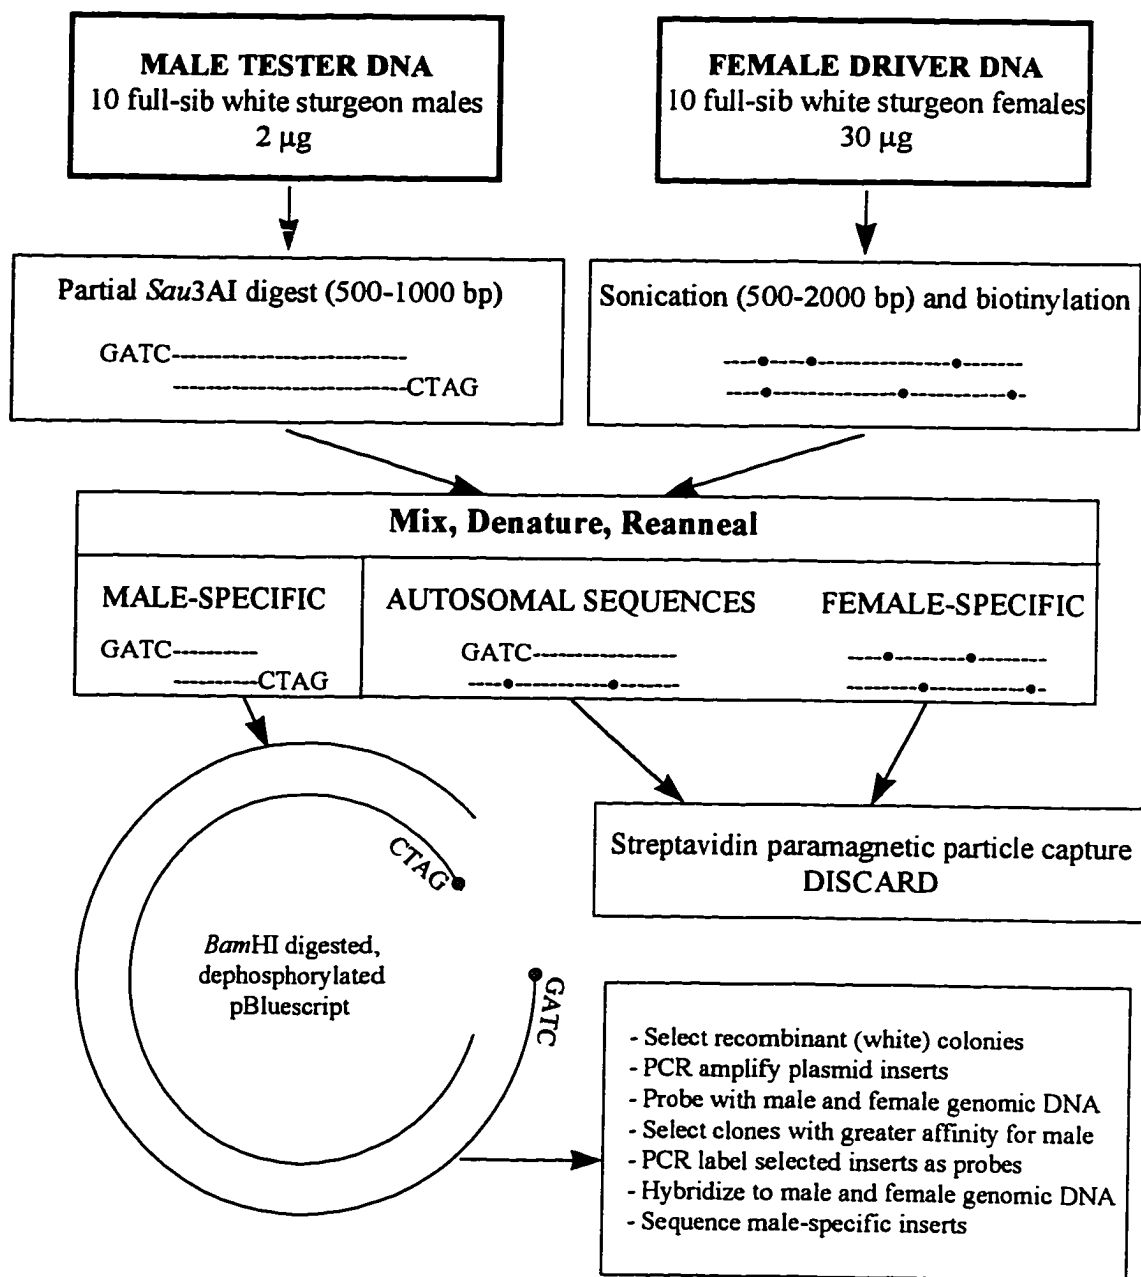 MALE TESTER DNA
10 full-sib white sturgeon males
2 µg
FEMALE DRIVER DNA
10 full-sib white sturgeon females
30 µg
Partial Sau3AI digest (500-1000 bp)
GATC------------------------
------------------------CTAG
Sonication (500-2000 bp) and biotinylation
----●-----●---------------●-------
----●--------------●-----------●-
Mix, Denature, Reanneal
MALE-SPECIFIC
GATC---------
---------CTAG
AUTOSOMAL SEQUENCES
GATC---------------
----●-----------●------
FEMALE-SPECIFIC
----●--------●--------
--------●-----------●-
CTAG
GATC
BamHI digested,
dephosphorylated
pBluescript
Streptavidin paramagnetic particle capture
DISCARD
- Select recombinant (white) colonies
- PCR amplify plasmid inserts
- Probe with male and female genomic DNA
- Select clones with greater affinity for male
- PCR label selected inserts as probes
- Hybridize to male and female genomic DNA
- Sequence male-specific inserts